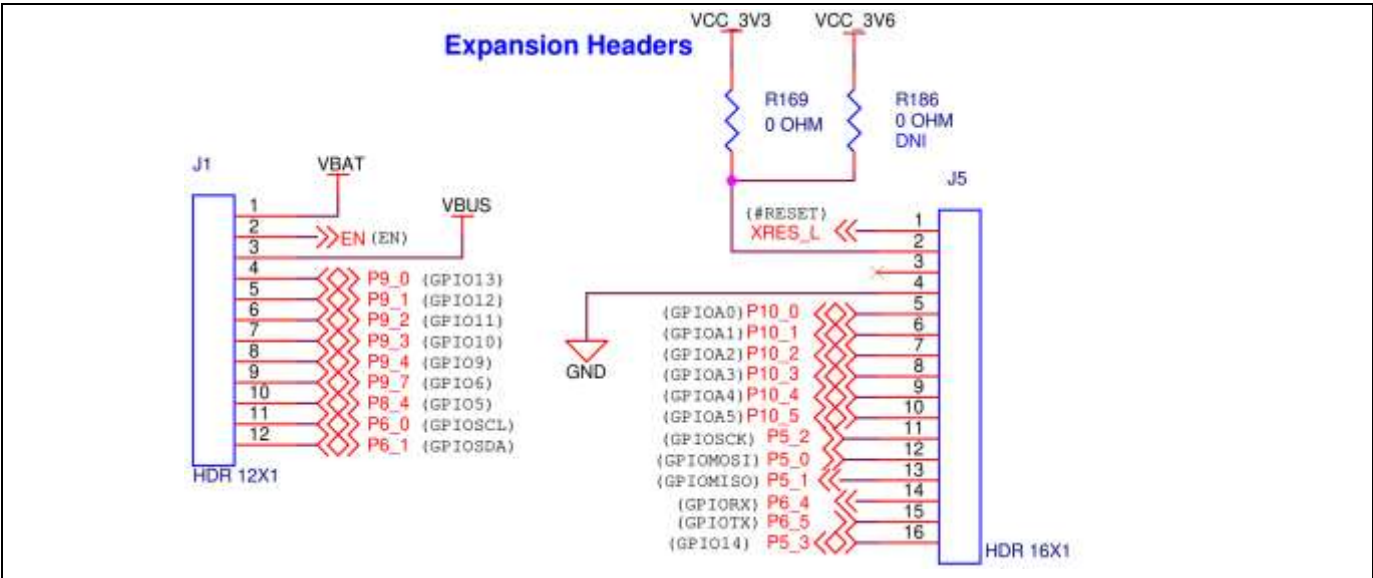 VCC_3V3 VCC_3V6
Expansion Headers
R169
0 OHM
R186
0 OHM
DNI
J1
VBAT
VBUS
1
2 EN (EN)
3
4 P9_0 (GPIO13)
5 P9_1 (GPIO12)
6 P9_2 (GPIO11)
7 P9_3 (GPIO10)
8 P9_4 (GPIO9)
9 P9_7 (GPIO6)
10 P8_4 (GPIO5)
11 P6_0 (GPIOSCL)
12 P6_1 (GPIOSDA)
HDR 12X1
GND
J5
(#RESET)
XRES_L 1
2
3
4
(GPIOA0) P10_0 5
(GPIOA1) P10_1 6
(GPIOA2) P10_2 7
(GPIOA3) P10_3 8
(GPIOA4) P10_4 9
(GPIOA5) P10_5 10
(GPIOSCK) P5_2 11
(GPIOMOSI) P5_0 12
(GPIOMISO) P5_1 13
(GPIORX) P6_4 14
(GPIOTX) P6_5 15
(GPIO14) P5_3 16
HDR 16X1